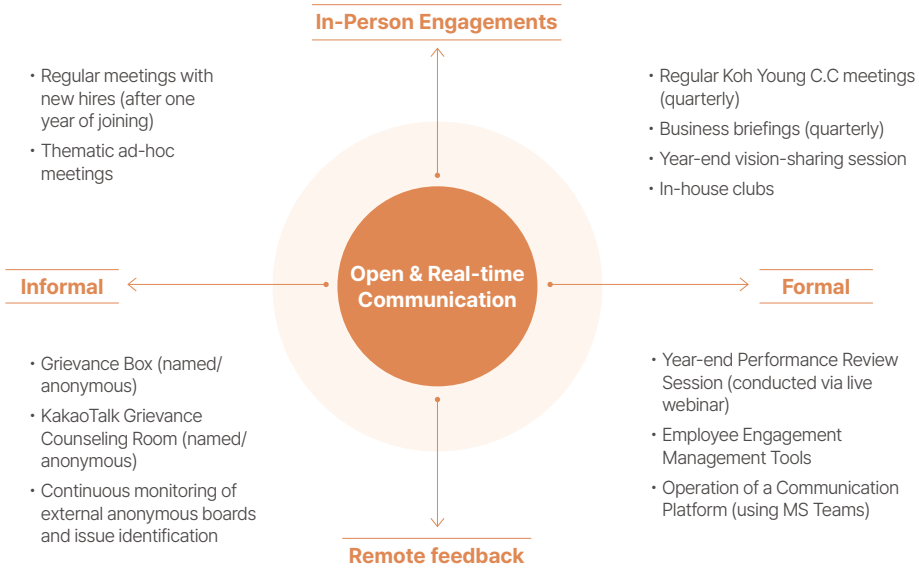 In-Person Engagements
• Regular meetings with
new hires (after one
year of joining)
• Thematic ad-hoc
meetings
• Regular Koh Young C.C meetings
(quarterly)
• Business briefings (quarterly)
• Year-end vision-sharing session
• In-house clubs
Informal
Open & Real-time
Communication
Formal
• Grievance Box (named/
anonymous)
• KakaoTalk Grievance
Counseling Room (named/
anonymous)
• Continuous monitoring of
external anonymous boards
and issue identification
• Year-end Performance Review
Session (conducted via live
webinar)
• Employee Engagement
Management Tools
• Operation of a Communication
Platform (using MS Teams)
Remote feedback